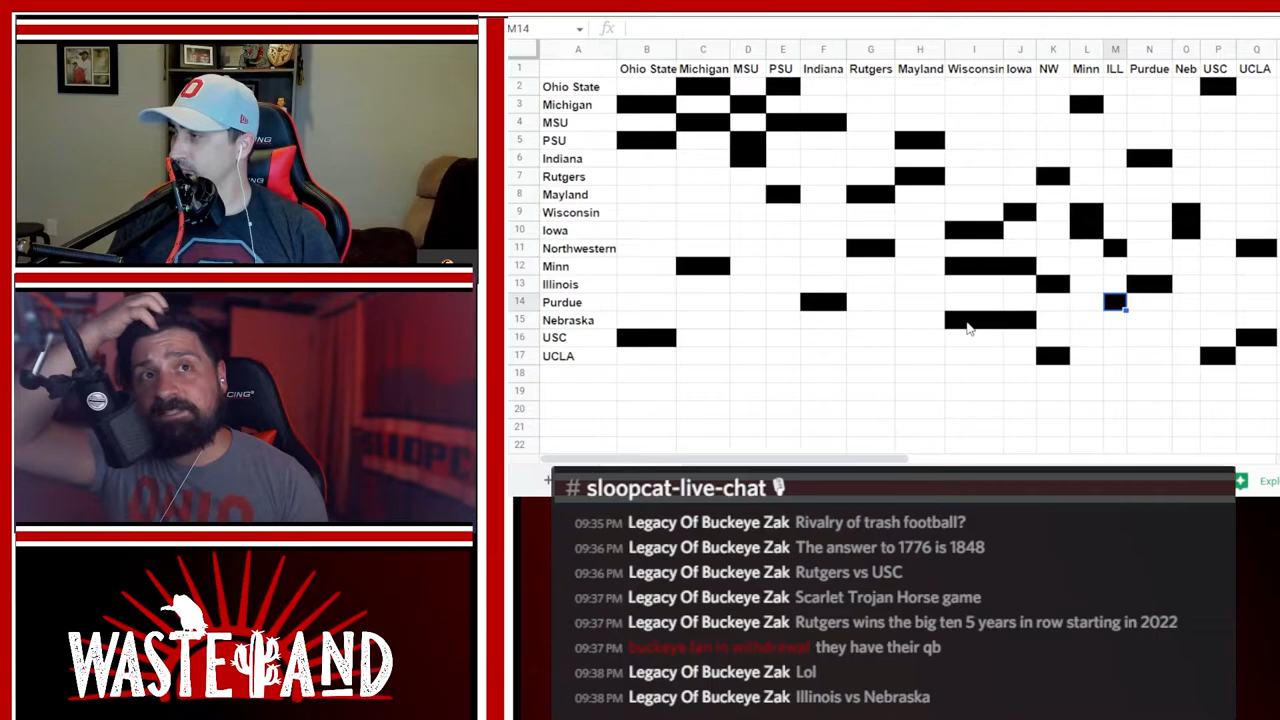 M14 fx
A B C D E F G H I J K L M N O P Q
1 Ohio State Michigan MSU PSU Indiana Rutgers Mayland Wisconsin Iowa NW Minn ILL Purdue Neb USC UCLA
2 Ohio State
3 Michigan
4 MSU
5 PSU
6 Indiana
7 Rutgers
8 Mayland
9 Wisconsin
10 Iowa
11 Northwestern
12 Minn
13 Illinois
14 Purdue
15 Nebraska
16 USC
17 UCLA
18
19
20
21
22
Expl
# sloopcat-live-chat
09:35 PM Legacy Of Buckeye Zak Rivalry of trash football?
09:36 PM Legacy Of Buckeye Zak The answer to 1776 is 1848
09:36 PM Legacy Of Buckeye Zak Rutgers vs USC
09:37 PM Legacy Of Buckeye Zak Scarlet Trojan Horse game
09:37 PM Legacy Of Buckeye Zak Rutgers wins the big ten 5 years in row starting in 2022
09:37 PM buckeye fan in withdrawal they have their qb
09:38 PM Legacy Of Buckeye Zak Lol
09:38 PM Legacy Of Buckeye Zak Illinois vs Nebraska
WASTELAND